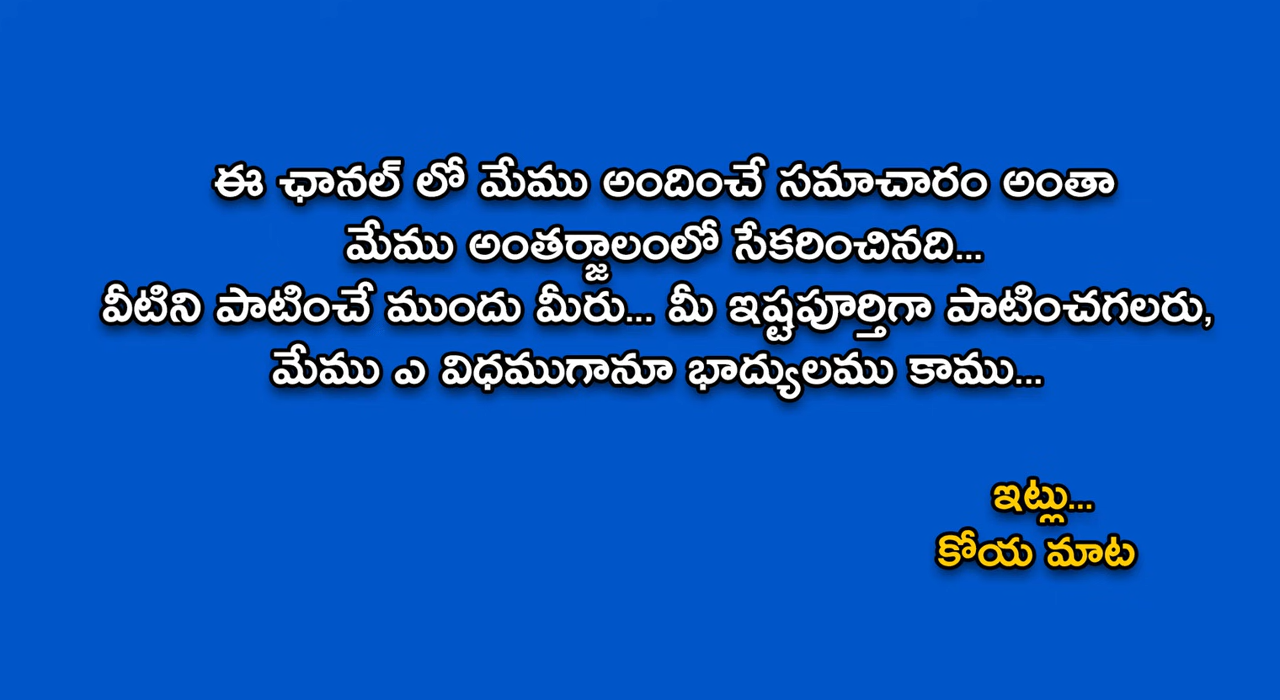 ఈ ఛానల్ లో మేము అందించే సమాచారం అంతా
మేము అంతర్జాలంలో సేకరించినది...
వీటిని పాటించే ముందు మీరు... మీ ఇష్టపూర్తిగా పాటించగలరు,
మేము ఎ విధముగానూ భాద్యులము కాము...
ఇట్లు...
కోయ మాట